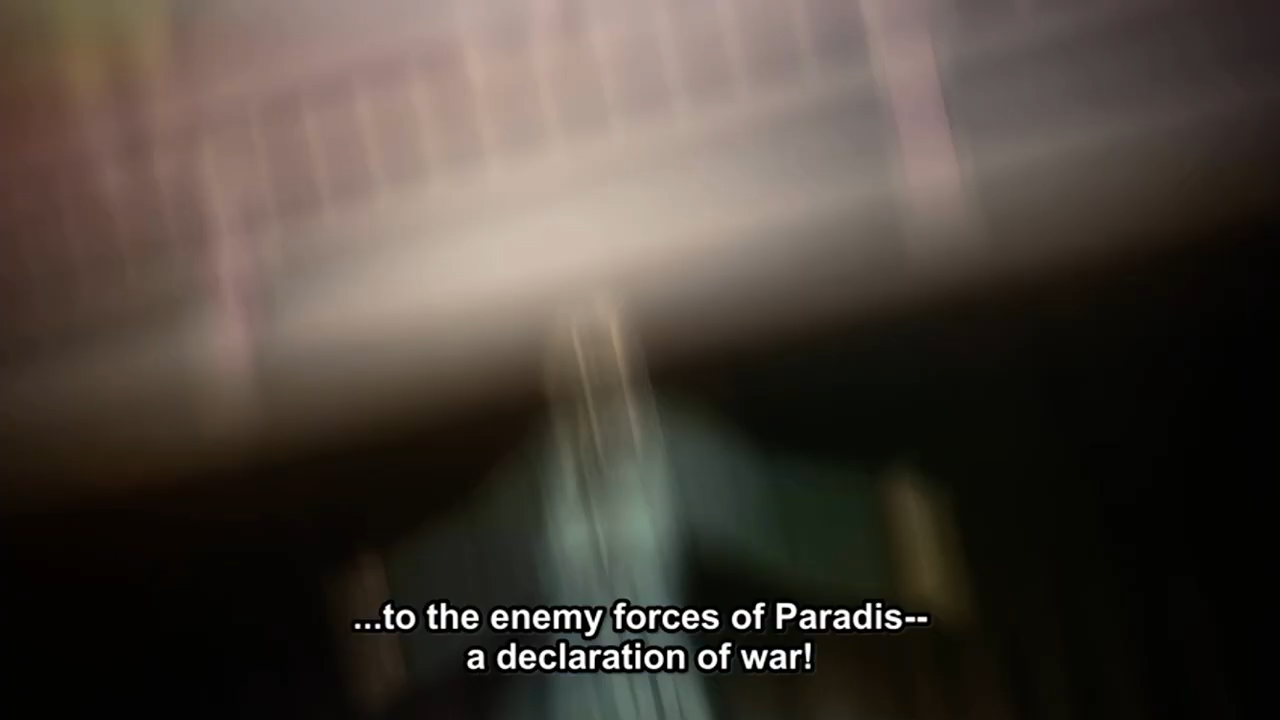 ...to the enemy forces of Paradis--
a declaration of war!